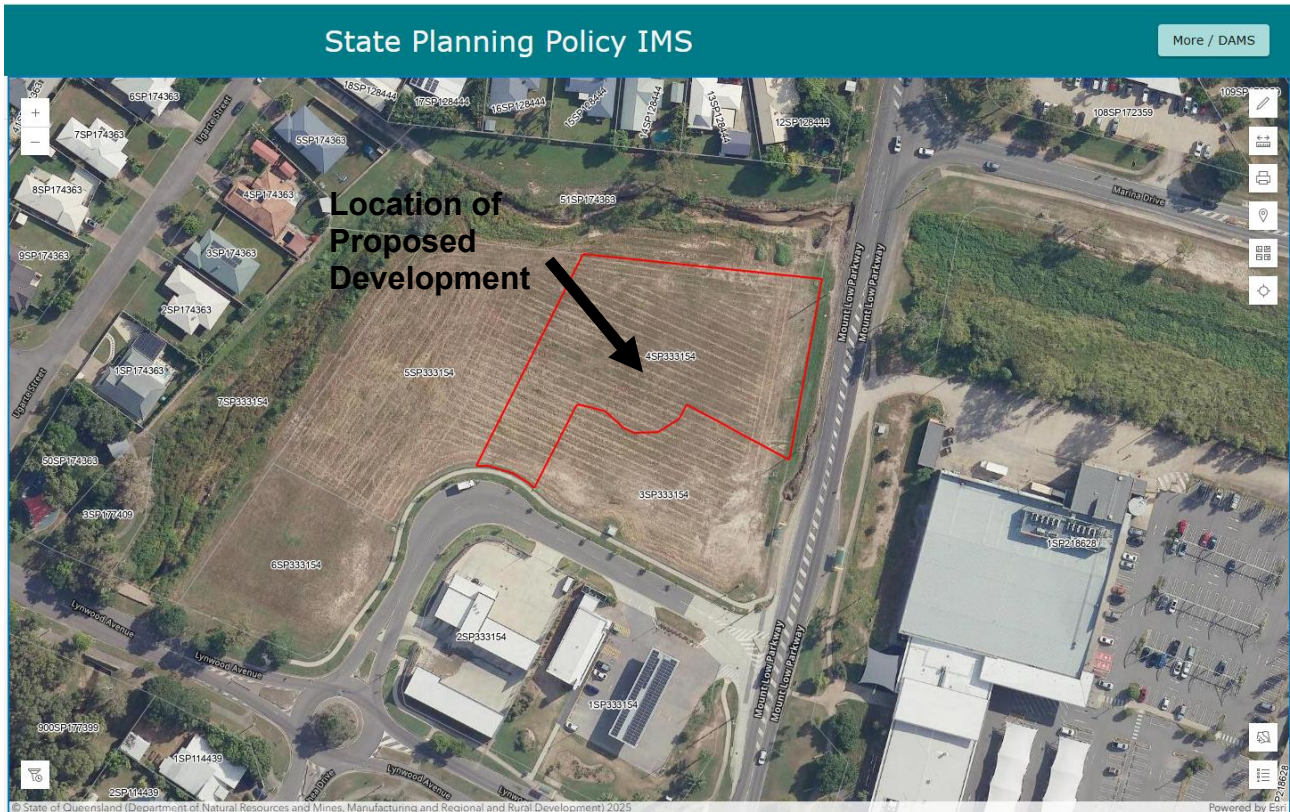 State Planning Policy IMS
More / DAMS
6SP174363
18SP128444
17SP128444
16SP128444
15SP128444
14SP128444
13SP128444
12SP128444
108SP172359
7SP174363
Ugarte Street
5SP174363
8SP174363
4SP174363
51SP174363
Marina Drive
Location of
Proposed
Development
9SP174363
3SP174363
Mount Low Parkway
Mount Low Parkway
2SP174363
1SP174363
4SP333154
5SP333154
7SP333154
Ugarte Street
50SP174363
3SP333154
3SP177409
1SP218628
6SP333154
Lynwood Avenue
2SP333154
Lynwood Avenue
Mount Low Parkway
Mount Low Parkway
1SP333154
900SP177399
1SP114439
Lynwood Avenue
2SP114439
© State of Queensland (Department of Natural Resources and Mines, Manufacturing and Regional and Rural Development) 2025
Powered by Esri